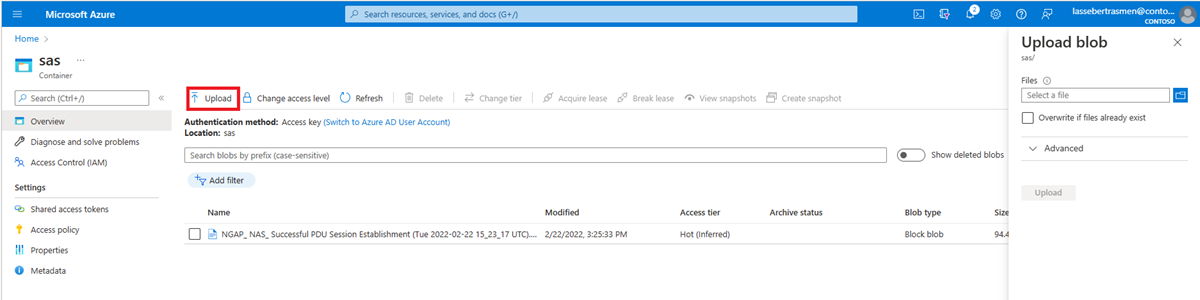 Microsoft Azure
Search resources, services, and docs (G+/)
2
lassebertrasmen@conto...
CONTOSO
Home >
sas ...
Container
Search (Ctrl+/)
«
Overview
Diagnose and solve problems
Access Control (IAM)
Settings
Shared access tokens
Access policy
Properties
Metadata
Upload Change access level Refresh Delete Change tier Acquire lease Break lease View snapshots Create snapshot
Authentication method: Access key (Switch to Azure AD User Account)
Location: sas
Search blobs by prefix (case-sensitive)
Show deleted blobs
Add filter
Name Modified Access tier Archive status Blob type Size
NGAP_ NAS_ Successful PDU Session Establishment (Tue 2022-02-22 15_23_17 UTC).... 2/22/2022, 3:25:33 PM Hot (Inferred) Block blob 94.4
Upload blob
sas/
Files
Select a file
Overwrite if files already exist
Advanced
Upload